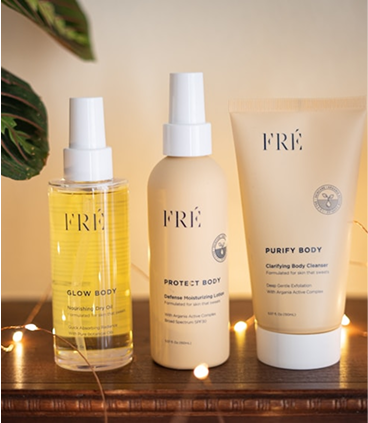 FRÉ
GLOW BODY
Nourishing Dry Oil
FRÉ
PROTECT BODY
Defense Moisturizing Lotion
Formulated for skin that sweats
With Argania Active Complex
Broad Spectrum SPF 30
FRÉ
PURIFY BODY
Clarifying Body Cleanser
Formulated for skin that sweats
Deep Gentle Exfoliation
With Argania Active Complex